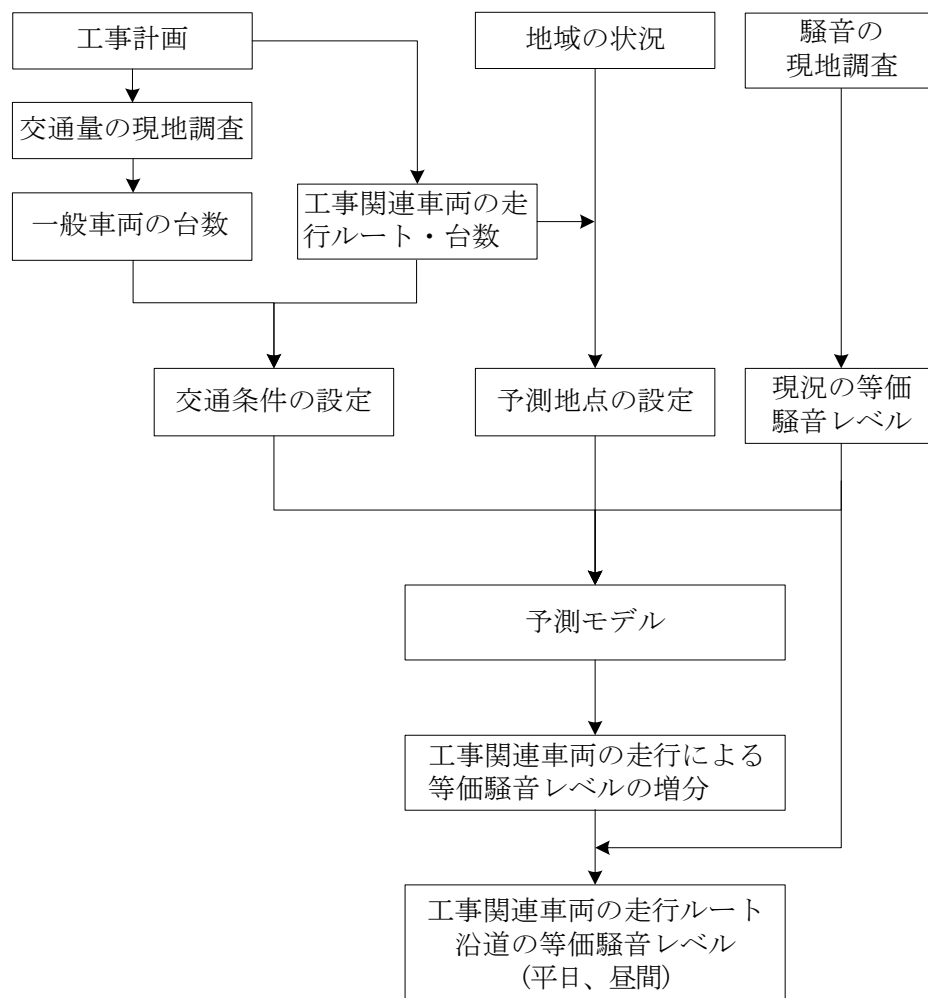 工事計画
地域の状況
騒音の
現地調査
交通量の現地調査
一般車両の台数
工事関連車両の走
行ルート・台数
交通条件の設定
予測地点の設定
現況の等価
騒音レベル
予測モデル
工事関連車両の走行による
等価騒音レベルの増分
工事関連車両の走行ルート
沿道の等価騒音レベル
(平日、昼間)